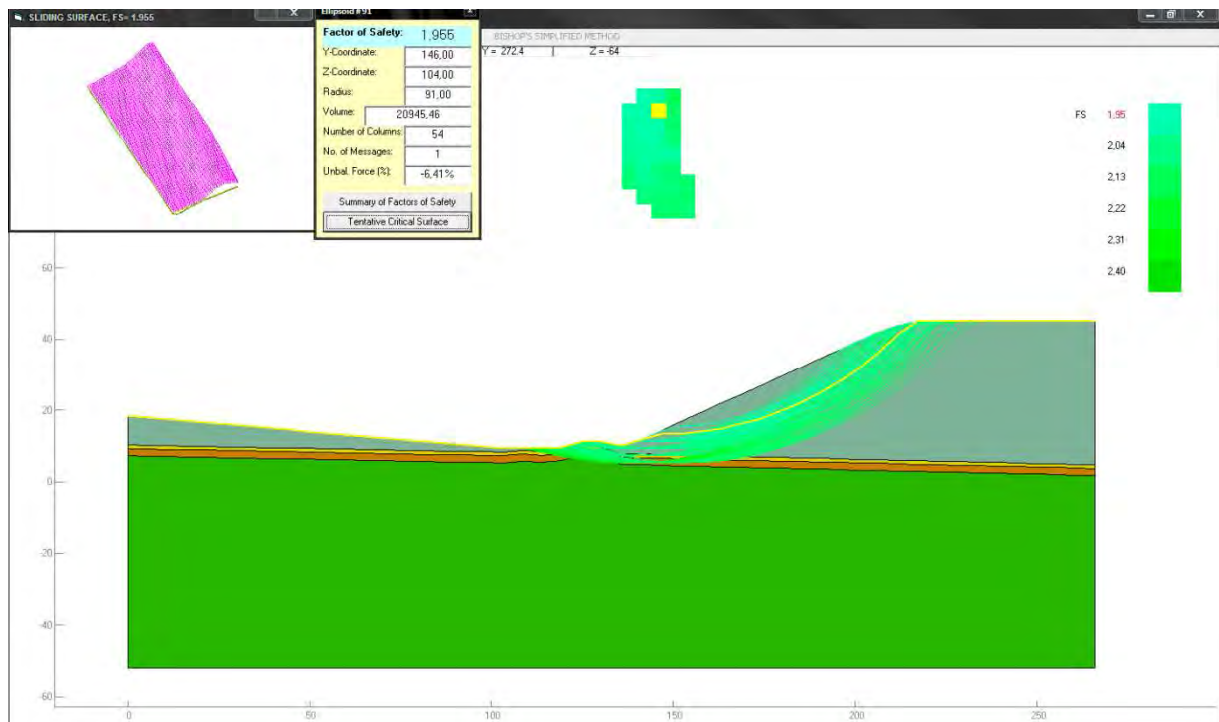 SLIDING SURFACE, FS= 1.955
Ellipsoid #91
Factor of Safety: 1,955
Y-Coordinate: 146,00
Z-Coordinate: 104,00
Radius: 91,00
Volume: 20945,46
Number of Columns: 54
No. of Messages: 1
Unbal. Force (%): -6,41%
Summary of Factors of Safety
Tentative Critical Surface
BISHOP'S SIMPLIFIED METHOD
Y = 272.4 | Z = -64
FS 1,95
2,04
2,13
2,22
2,31
2,40
60
40
20
0
-20
-40
-60
0 50 100 150 200 250